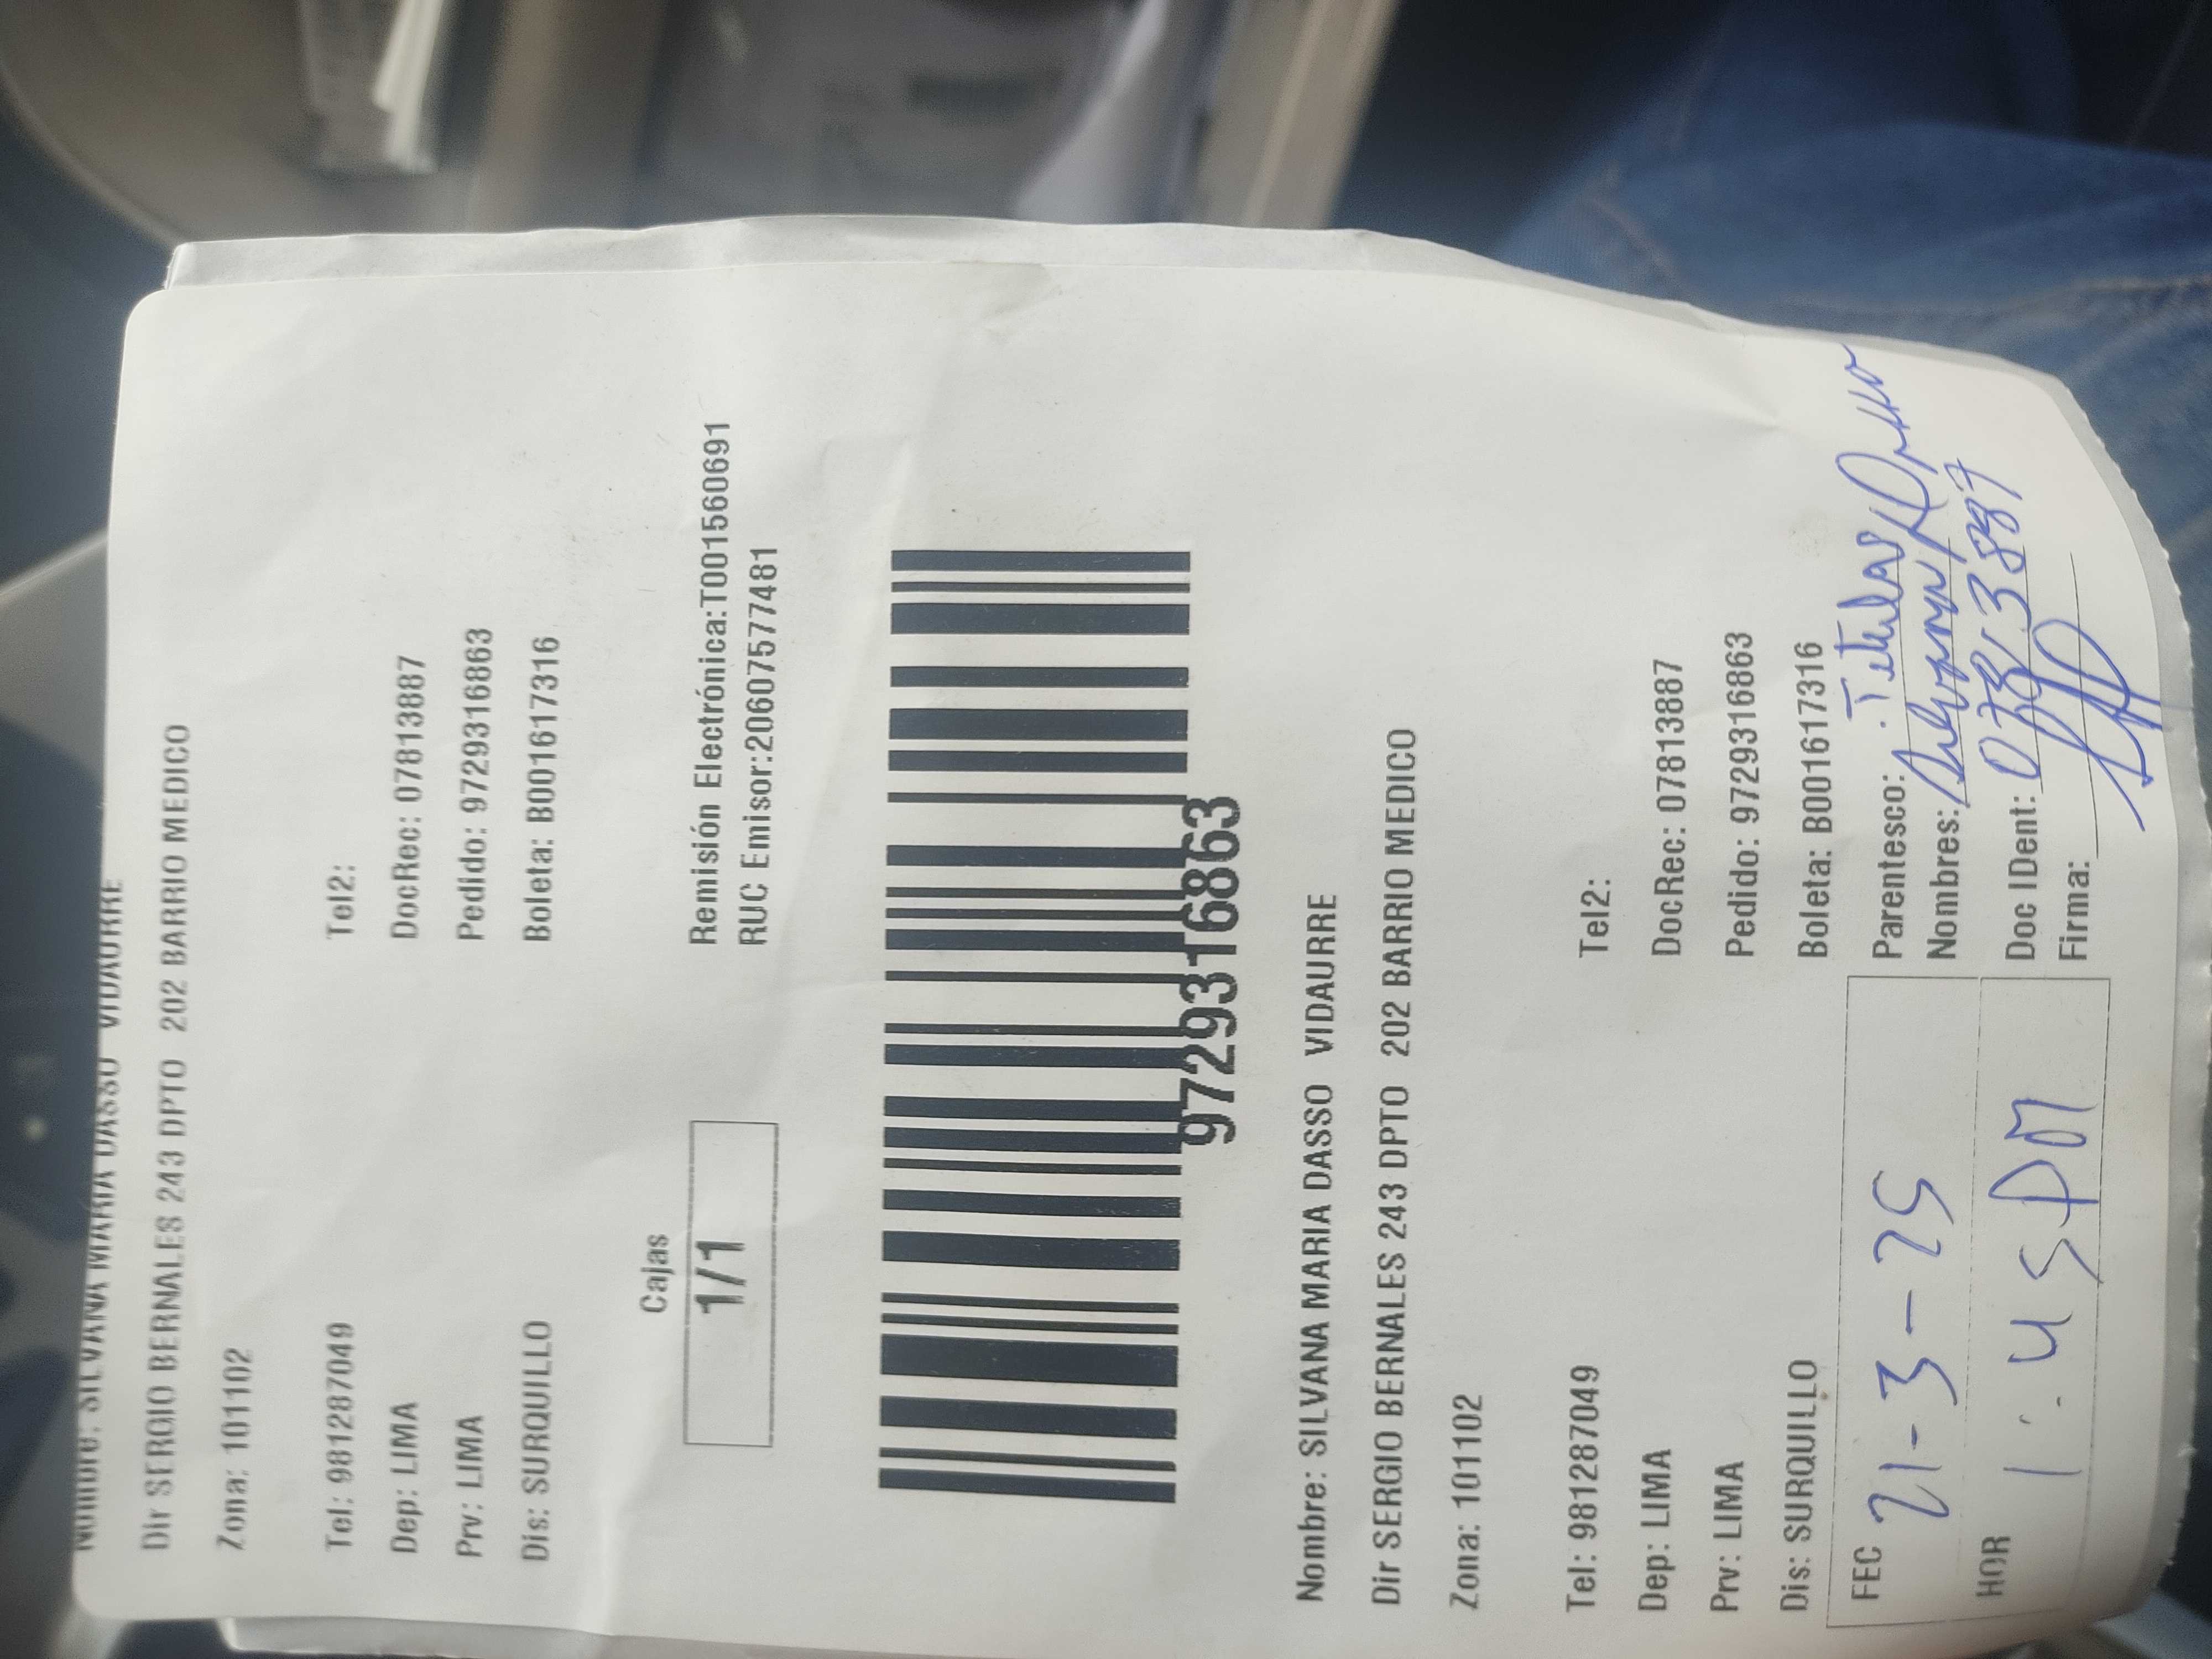 Nombre: SILVANA MARIA DASSO VIDAURRE
Dir SERGIO BERNALES 243 DPTO 202 BARRIO MEDICO
Zona: 101102
Tel: 981287049 Tel2:
Dep: LIMA DocRec: 07813887
Prv: LIMA Pedido: 9729316863
Dis: SURQUILLO Boleta: B001617316
Cajas
1/1
Remisión Electrónica:T001560691
RUC Emisor:20607577481
9729316863
Nombre: SILVANA MARIA DASSO VIDAURRE
Dir SERGIO BERNALES 243 DPTO 202 BARRIO MEDICO
Zona: 101102
Tel: 981287049 Tel2:
Dep: LIMA DocRec: 07813887
Prv: LIMA Pedido: 9729316863
Dis: SURQUILLO Boleta: B001617316
FEC 21-3-25 Parentesco: Titular
Nombres: Silvana Dasso
HOR 1:45PM Doc IDent: 07813887
Firma: